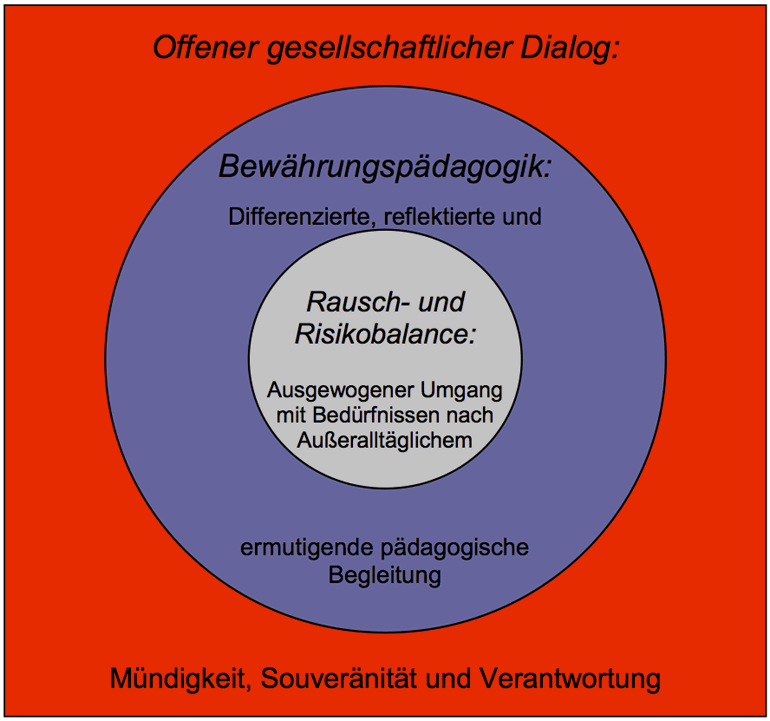 Offener gesellschaftlicher Dialog:
Bewährungspädagogik:
Differenzierte, reflektierte und
Rausch- und
Risikobalance:
Ausgewogener Umgang
mit Bedürfnissen nach
Außeralltäglichem
ermutigende pädagogische
Begleitung
Mündigkeit, Souveränität und Verantwortung